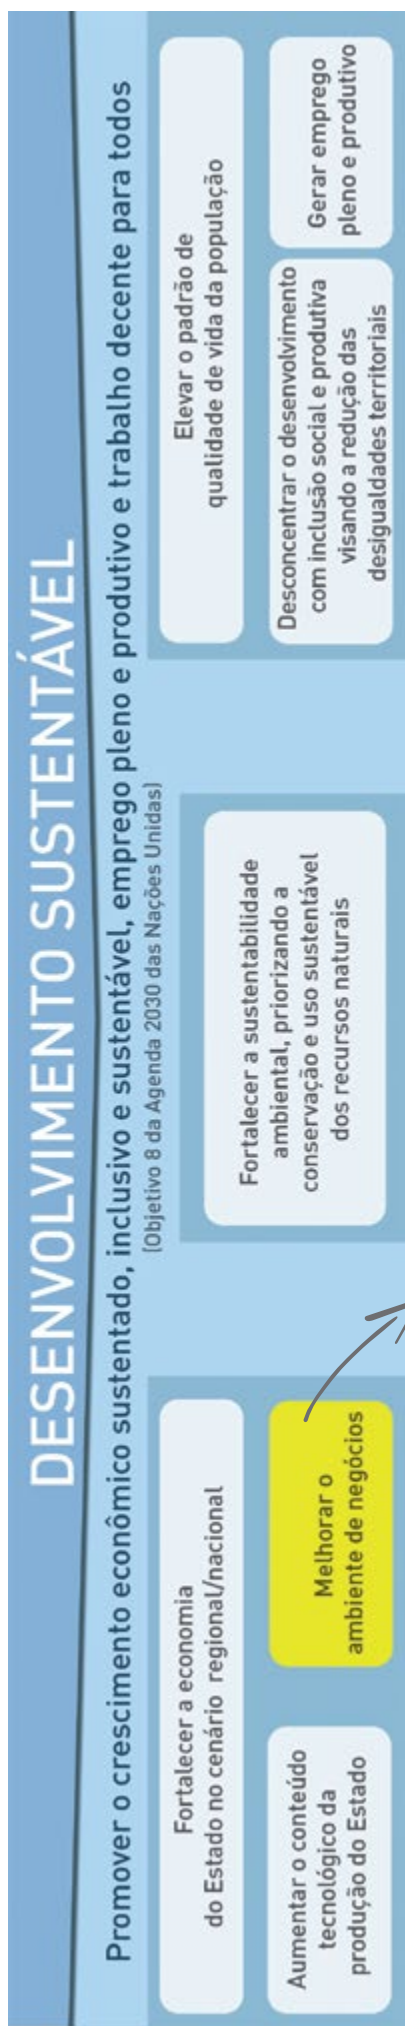 DESENVOLVIMENTO SUSTENTÁVEL
Promover o crescimento econômico sustentado, inclusivo e sustentável, emprego pleno e produtivo e trabalho decente para todos
(Objetivo 8 da Agenda 2030 das Nações Unidas)
Fortalecer a economia
do Estado no cenário regional/nacional
Aumentar o conteúdo
tecnológico da
produção do Estado
Melhorar o
ambiente de negócios
Fortalecer a sustentabilidade
ambiental, priorizando a
conservação e uso sustentável
dos recursos naturais
Elevar o padrão de
qualidade de vida da população
Desconcentrar o desenvolvimento
com inclusão social e produtiva
visando a redução das
desigualdades territoriais
Gerar emprego
pleno e produtivo